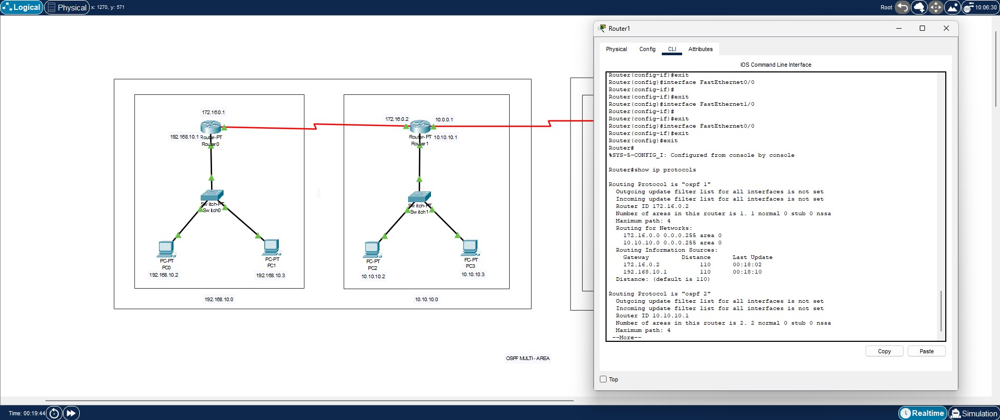 Logical
Physical
x: 1270, y: 571
Root
10:06:30
172.16.0.1
192.168.10.1
Router-PT
Router0
Switch-PT
Switch0
PC-PT
PC0
192.168.10.2
PC-PT
PC1
192.168.10.3
192.168.10.0
172.16.0.2
10.0.0.1
Router-PT
Router1
10.10.10.1
Switch-PT
Switch1
PC-PT
PC2
10.10.10.2
PC-PT
PC3
10.10.10.3
10.10.10.0
OSPF MULTI - AREA
Router1
Physical
Config
CLI
Attributes
IOS Command Line Interface
Router(config-if)#exit
Router(config)#interface FastEthernet0/0
Router(config-if)#
Router(config-if)#exit
Router(config)#interface FastEthernet1/0
Router(config-if)#
Router(config-if)#exit
Router(config)#interface FastEthernet0/0
Router(config-if)#exit
Router(config)#exit
Router#
%SYS-5-CONFIG_I: Configured from console by console
Router#show ip protocols
Routing Protocol is "ospf 1"
Outgoing update filter list for all interfaces is not set
Incoming update filter list for all interfaces is not set
Router ID 172.16.0.2
Number of areas in this router is 1. 1 normal 0 stub 0 nssa
Maximum path: 4
Routing for Networks:
172.16.0.0 0.0.0.255 area 0
10.10.10.0 0.0.0.255 area 0
Routing Information Sources:
Gateway Distance Last Update
172.16.0.2 110 00:18:02
192.168.10.1 110 00:18:10
Distance: (default is 110)
Routing Protocol is "ospf 2"
Outgoing update filter list for all interfaces is not set
Incoming update filter list for all interfaces is not set
Router ID 10.10.10.1
Number of areas in this router is 2. 2 normal 0 stub 0 nssa
Maximum path: 4
--More--
Copy
Paste
Top
Time: 00:19:44
Realtime
Simulation